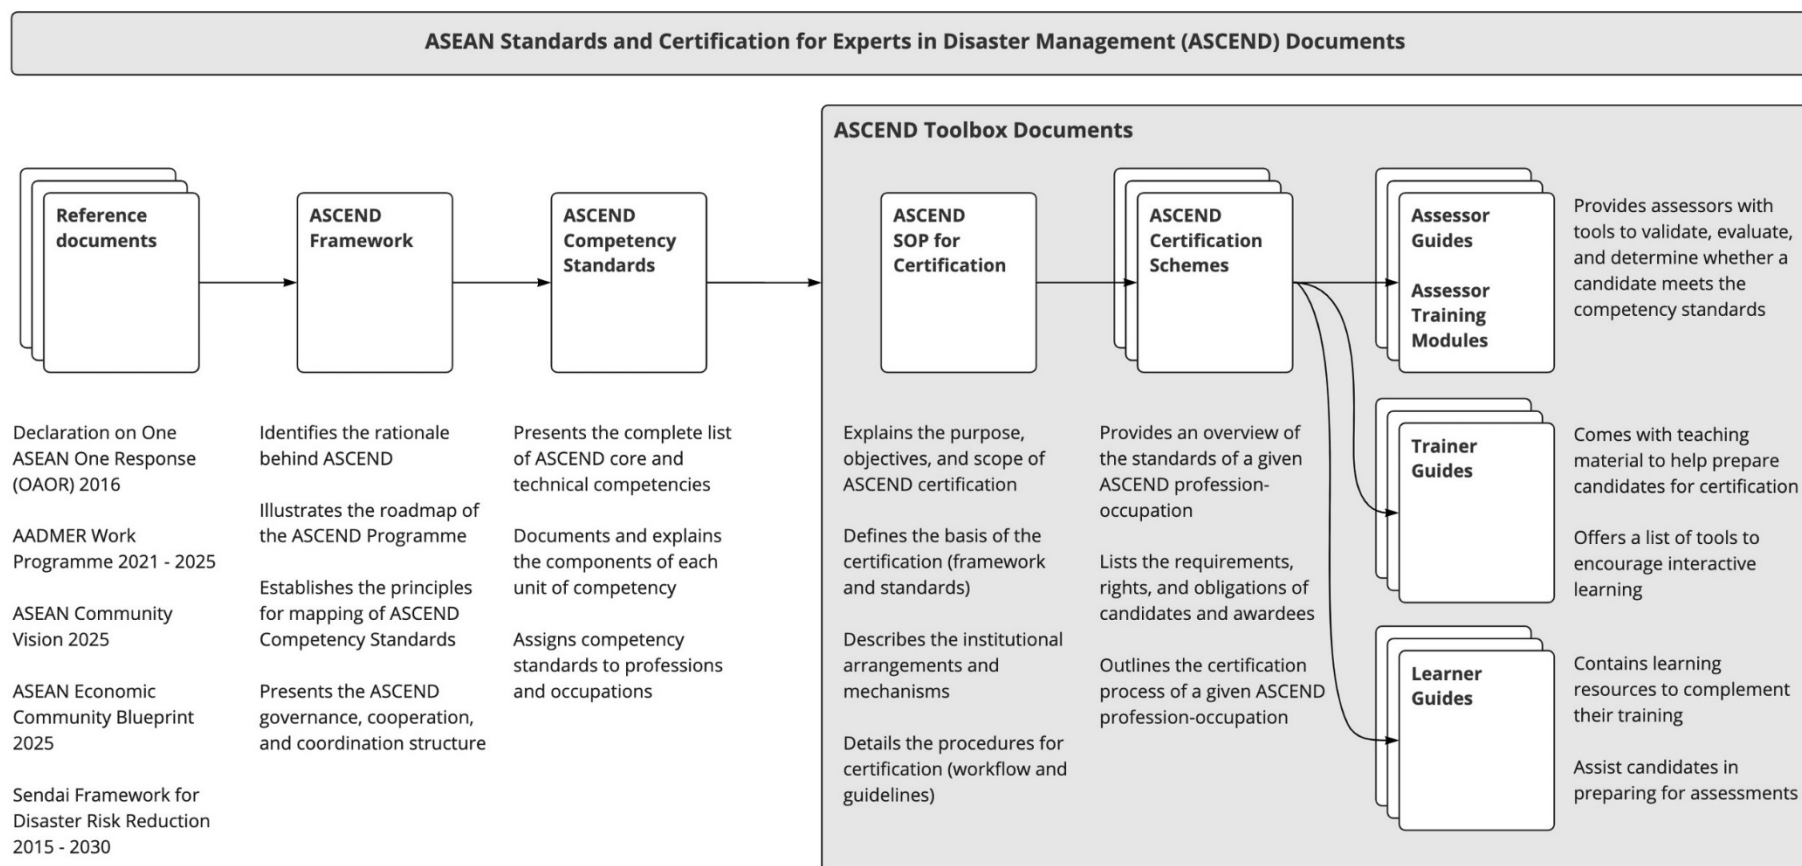 ASEAN Standards and Certification for Experts in Disaster Management (ASCEND) Documents
ASCEND Toolbox Documents
Reference
documents
ASCEND
Framework
ASCEND
Competency
Standards
ASCEND
SOP for
Certification
ASCEND
Certification
Schemes
Assessor
Guides
Assessor
Training
Modules
Provides assessors with
tools to validate, evaluate,
and determine whether a
candidate meets the
competency standards
Declaration on One
ASEAN One Response
(OAOR) 2016
AADMER Work
Programme 2021 - 2025
ASEAN Community
Vision 2025
ASEAN Economic
Community Blueprint
2025
Sendai Framework for
Disaster Risk Reduction
2015 - 2030
Identifies the rationale
behind ASCEND
Illustrates the roadmap of
the ASCEND Programme
Establishes the principles
for mapping of ASCEND
Competency Standards
Presents the ASCEND
governance, cooperation,
and coordination structure
Presents the complete list
of ASCEND core and
technical competencies
Documents and explains
the components of each
unit of competency
Assigns competency
standards to professions
and occupations
Explains the purpose,
objectives, and scope of
ASCEND certification
Defines the basis of the
certification (framework
and standards)
Describes the institutional
arrangements and
mechanisms
Details the procedures for
certification (workflow and
guidelines)
Provides an overview of
the standards of a given
ASCEND profession-
occupation
Lists the requirements,
rights, and obligations of
candidates and awardees
Outlines the certification
process of a given ASCEND
profession-occupation
Trainer
Guides
Comes with teaching
material to help prepare
candidates for certification
Offers a list of tools to
encourage interactive
learning
Learner
Guides
Contains learning
resources to complement
their training
Assist candidates in
preparing for assessments